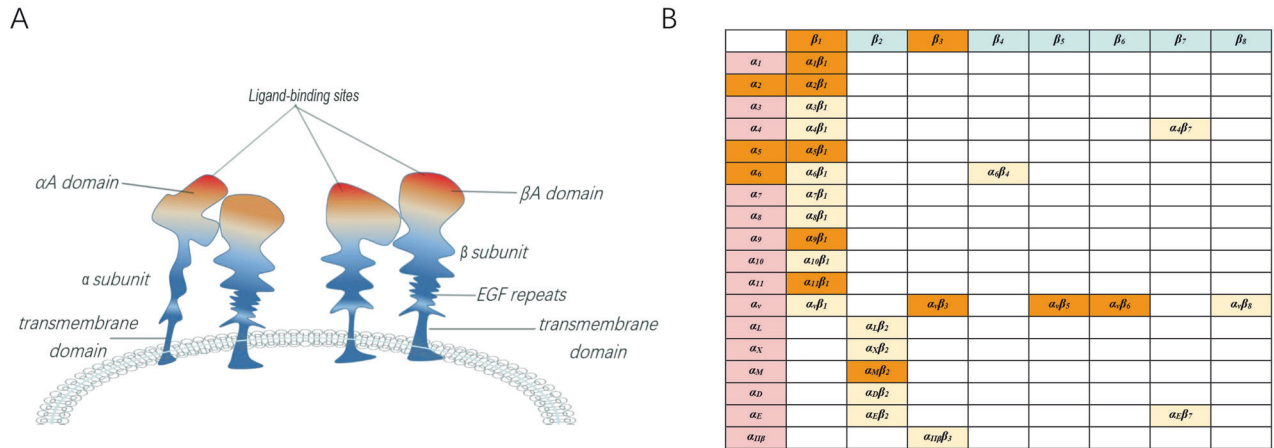 A
Ligand-binding sites
αA domain
βA domain
α subunit
β subunit
EGF repeats
transmembrane
domain
transmembrane
domain
B
β1 β2 β3 β4 β5 β6 β7 β8
α1 α1β1
α2 α2β1
α3 α3β1
α4 α4β1 α4β7
α5 α5β1
α6 α6β1 α6β4
α7 α7β1
α8 α8β1
α9 α9β1
α10 α10β1
α11 α11β1
αv αvβ1 αvβ3 αvβ5 αvβ6 αvβ8
αL αLβ2
αX αXβ2
αM αMβ2
αD αDβ2
αE αEβ2 αEβ7
αIIβ αIIββ3